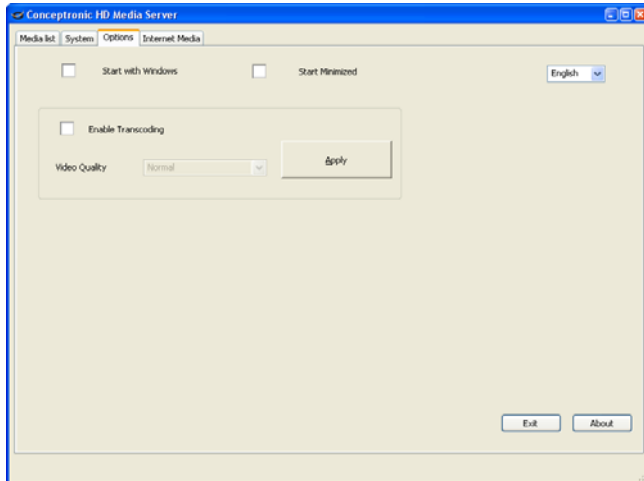 Conceptronic HD Media Server
Media list System Options Internet Media
Start with Windows Start Minimized English
Enable Transcoding
Video Quality Normal Apply
Exit About